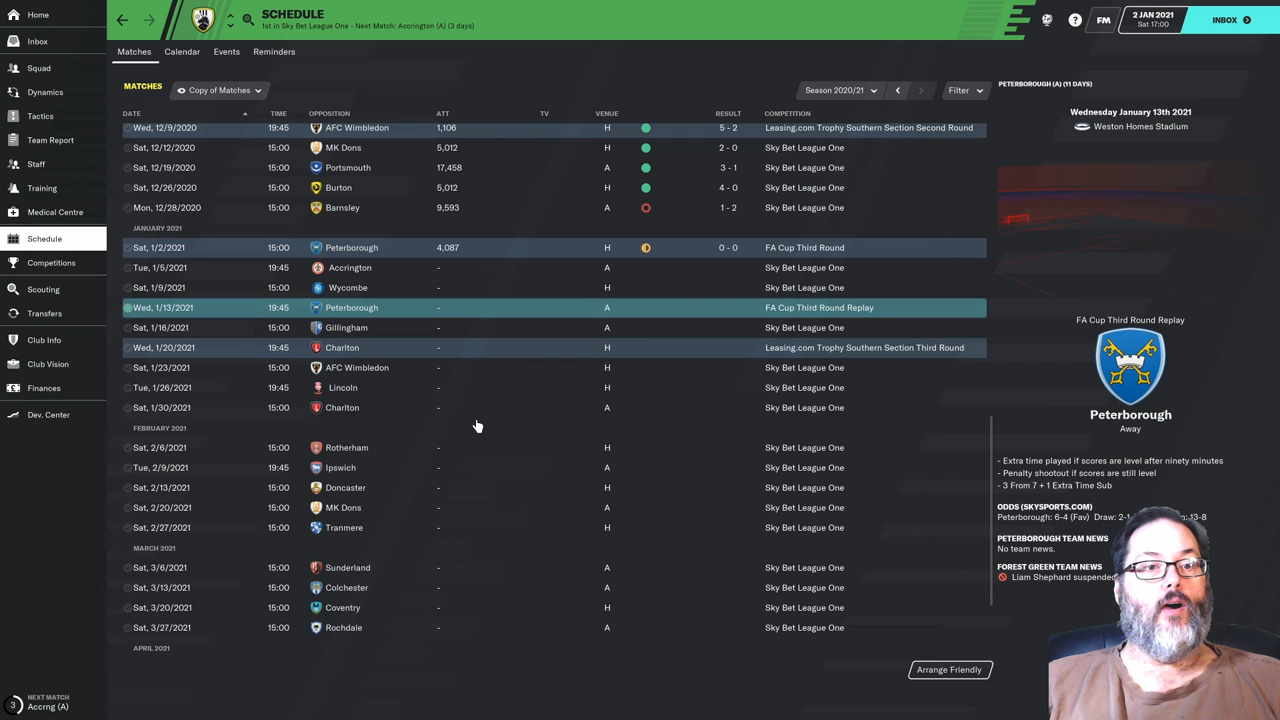 Home
Inbox
Squad
Dynamics
Tactics
Team Report
Staff
Training
Medical Centre
Schedule
Competitions
Scouting
Transfers
Club Info
Club Vision
Finances
Dev. Center
3 NEXT MATCH
Accrng (A)
SCHEDULE
1st in Sky Bet League One - Next Match: Accrington (A) (3 days)
? FM 2 JAN 2021 Sat 17:00 INBOX
Matches Calendar Events Reminders
MATCHES Copy of Matches Season 2020/21 Filter
DATE TIME OPPOSITION ATT TV VENUE RESULT COMPETITION
Wed, 12/9/2020 19:45 AFC Wimbledon 1,106 H 5 - 2 Leasing.com Trophy Southern Section Second Round
Sat, 12/12/2020 15:00 MK Dons 5,012 H 2 - 0 Sky Bet League One
Sat, 12/19/2020 15:00 Portsmouth 17,458 A 3 - 1 Sky Bet League One
Sat, 12/26/2020 15:00 Burton 5,012 H 4 - 0 Sky Bet League One
Mon, 12/28/2020 15:00 Barnsley 9,593 A 1 - 2 Sky Bet League One
JANUARY 2021
Sat, 1/2/2021 15:00 Peterborough 4,087 H 0 - 0 FA Cup Third Round
Tue, 1/5/2021 19:45 Accrington - A Sky Bet League One
Sat, 1/9/2021 15:00 Wycombe - H Sky Bet League One
Wed, 1/13/2021 19:45 Peterborough - A FA Cup Third Round Replay
Sat, 1/16/2021 15:00 Gillingham - A Sky Bet League One
Wed, 1/20/2021 19:45 Charlton - H Leasing.com Trophy Southern Section Third Round
Sat, 1/23/2021 15:00 AFC Wimbledon - H Sky Bet League One
Tue, 1/26/2021 19:45 Lincoln - H Sky Bet League One
Sat, 1/30/2021 15:00 Charlton - A Sky Bet League One
FEBRUARY 2021
Sat, 2/6/2021 15:00 Rotherham - H Sky Bet League One
Tue, 2/9/2021 19:45 Ipswich - A Sky Bet League One
Sat, 2/13/2021 15:00 Doncaster - H Sky Bet League One
Sat, 2/20/2021 15:00 MK Dons - A Sky Bet League One
Sat, 2/27/2021 15:00 Tranmere - H Sky Bet League One
MARCH 2021
Sat, 3/6/2021 15:00 Sunderland - A Sky Bet League One
Sat, 3/13/2021 15:00 Colchester - A Sky Bet League One
Sat, 3/20/2021 15:00 Coventry - H Sky Bet League One
Sat, 3/27/2021 15:00 Rochdale - A Sky Bet League One
APRIL 2021
Arrange Friendly
PETERBOROUGH (A) (11 DAYS)
Wednesday January 13th 2021
Weston Homes Stadium
FA Cup Third Round Replay
Peterborough
Away
- Extra time played if scores are level after ninety minutes
- Penalty shootout if scores are still level
- 3 From 7 + 1 Extra Time Sub
ODDS (SKYSPORTS.COM)
Peterborough: 6-4 (Fav) Draw: 2-1 13-8
PETERBOROUGH TEAM NEWS
No team news.
FOREST GREEN TEAM NEWS
Liam Shephard suspended